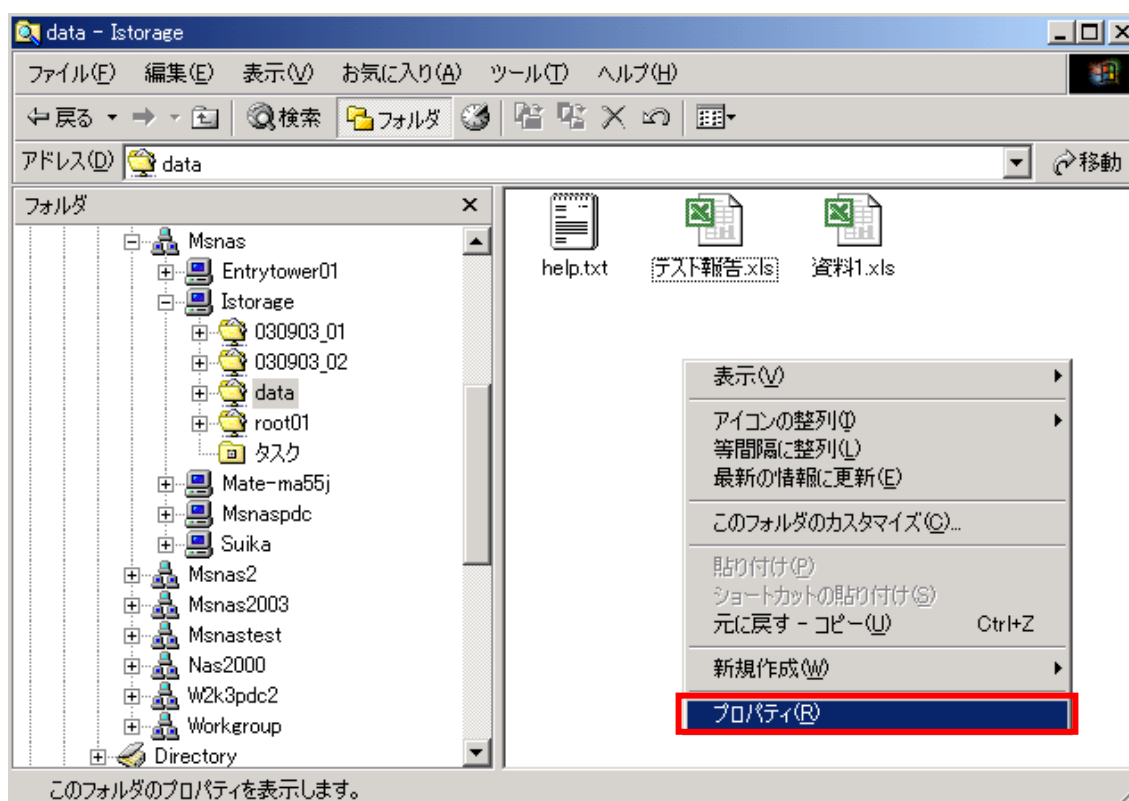 data - Istorage
ファイル(F) 編集(E) 表示(V) お気に入り(A) ツール(T) ヘルプ(H)
戻る 検索 フォルダ
アドレス(D) data 移動
フォルダ
Msnas
Entrytower01
Istorage
030903_01
030903_02
data
root01
タスク
Mate-ma55j
Msnaspdc
Suika
Msnas2
Msnas2003
Msnastest
Nas2000
W2k3pdc2
Workgroup
Directory
help.txt テスト報告.xls 資料1.xls
表示(V)
アイコンの整列(I)
等間隔に整列(L)
最新の情報に更新(E)
このフォルダのカスタマイズ(C)...
貼り付け(P)
ショートカットの貼り付け(S)
元に戻す - コピー(U) Ctrl+Z
新規作成(W)
プロパティ(R)
このフォルダのプロパティを表示します。